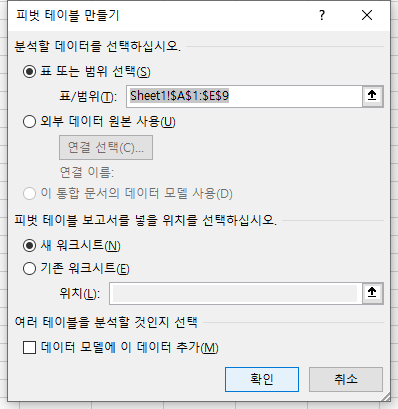 피벗 테이블 만들기
분석할 데이터를 선택하십시오.
표 또는 범위 선택(S)
표/범위(T): Sheet1!$A$1:$E$9
외부 데이터 원본 사용(U)
연결 선택(C)...
연결 이름:
이 통합 문서의 데이터 모델 사용(D)
피벗 테이블 보고서를 넣을 위치를 선택하십시오.
새 워크시트(N)
기존 워크시트(E)
위치(L):
여러 테이블을 분석할 것인지 선택
데이터 모델에 이 데이터 추가(M)
확인 취소